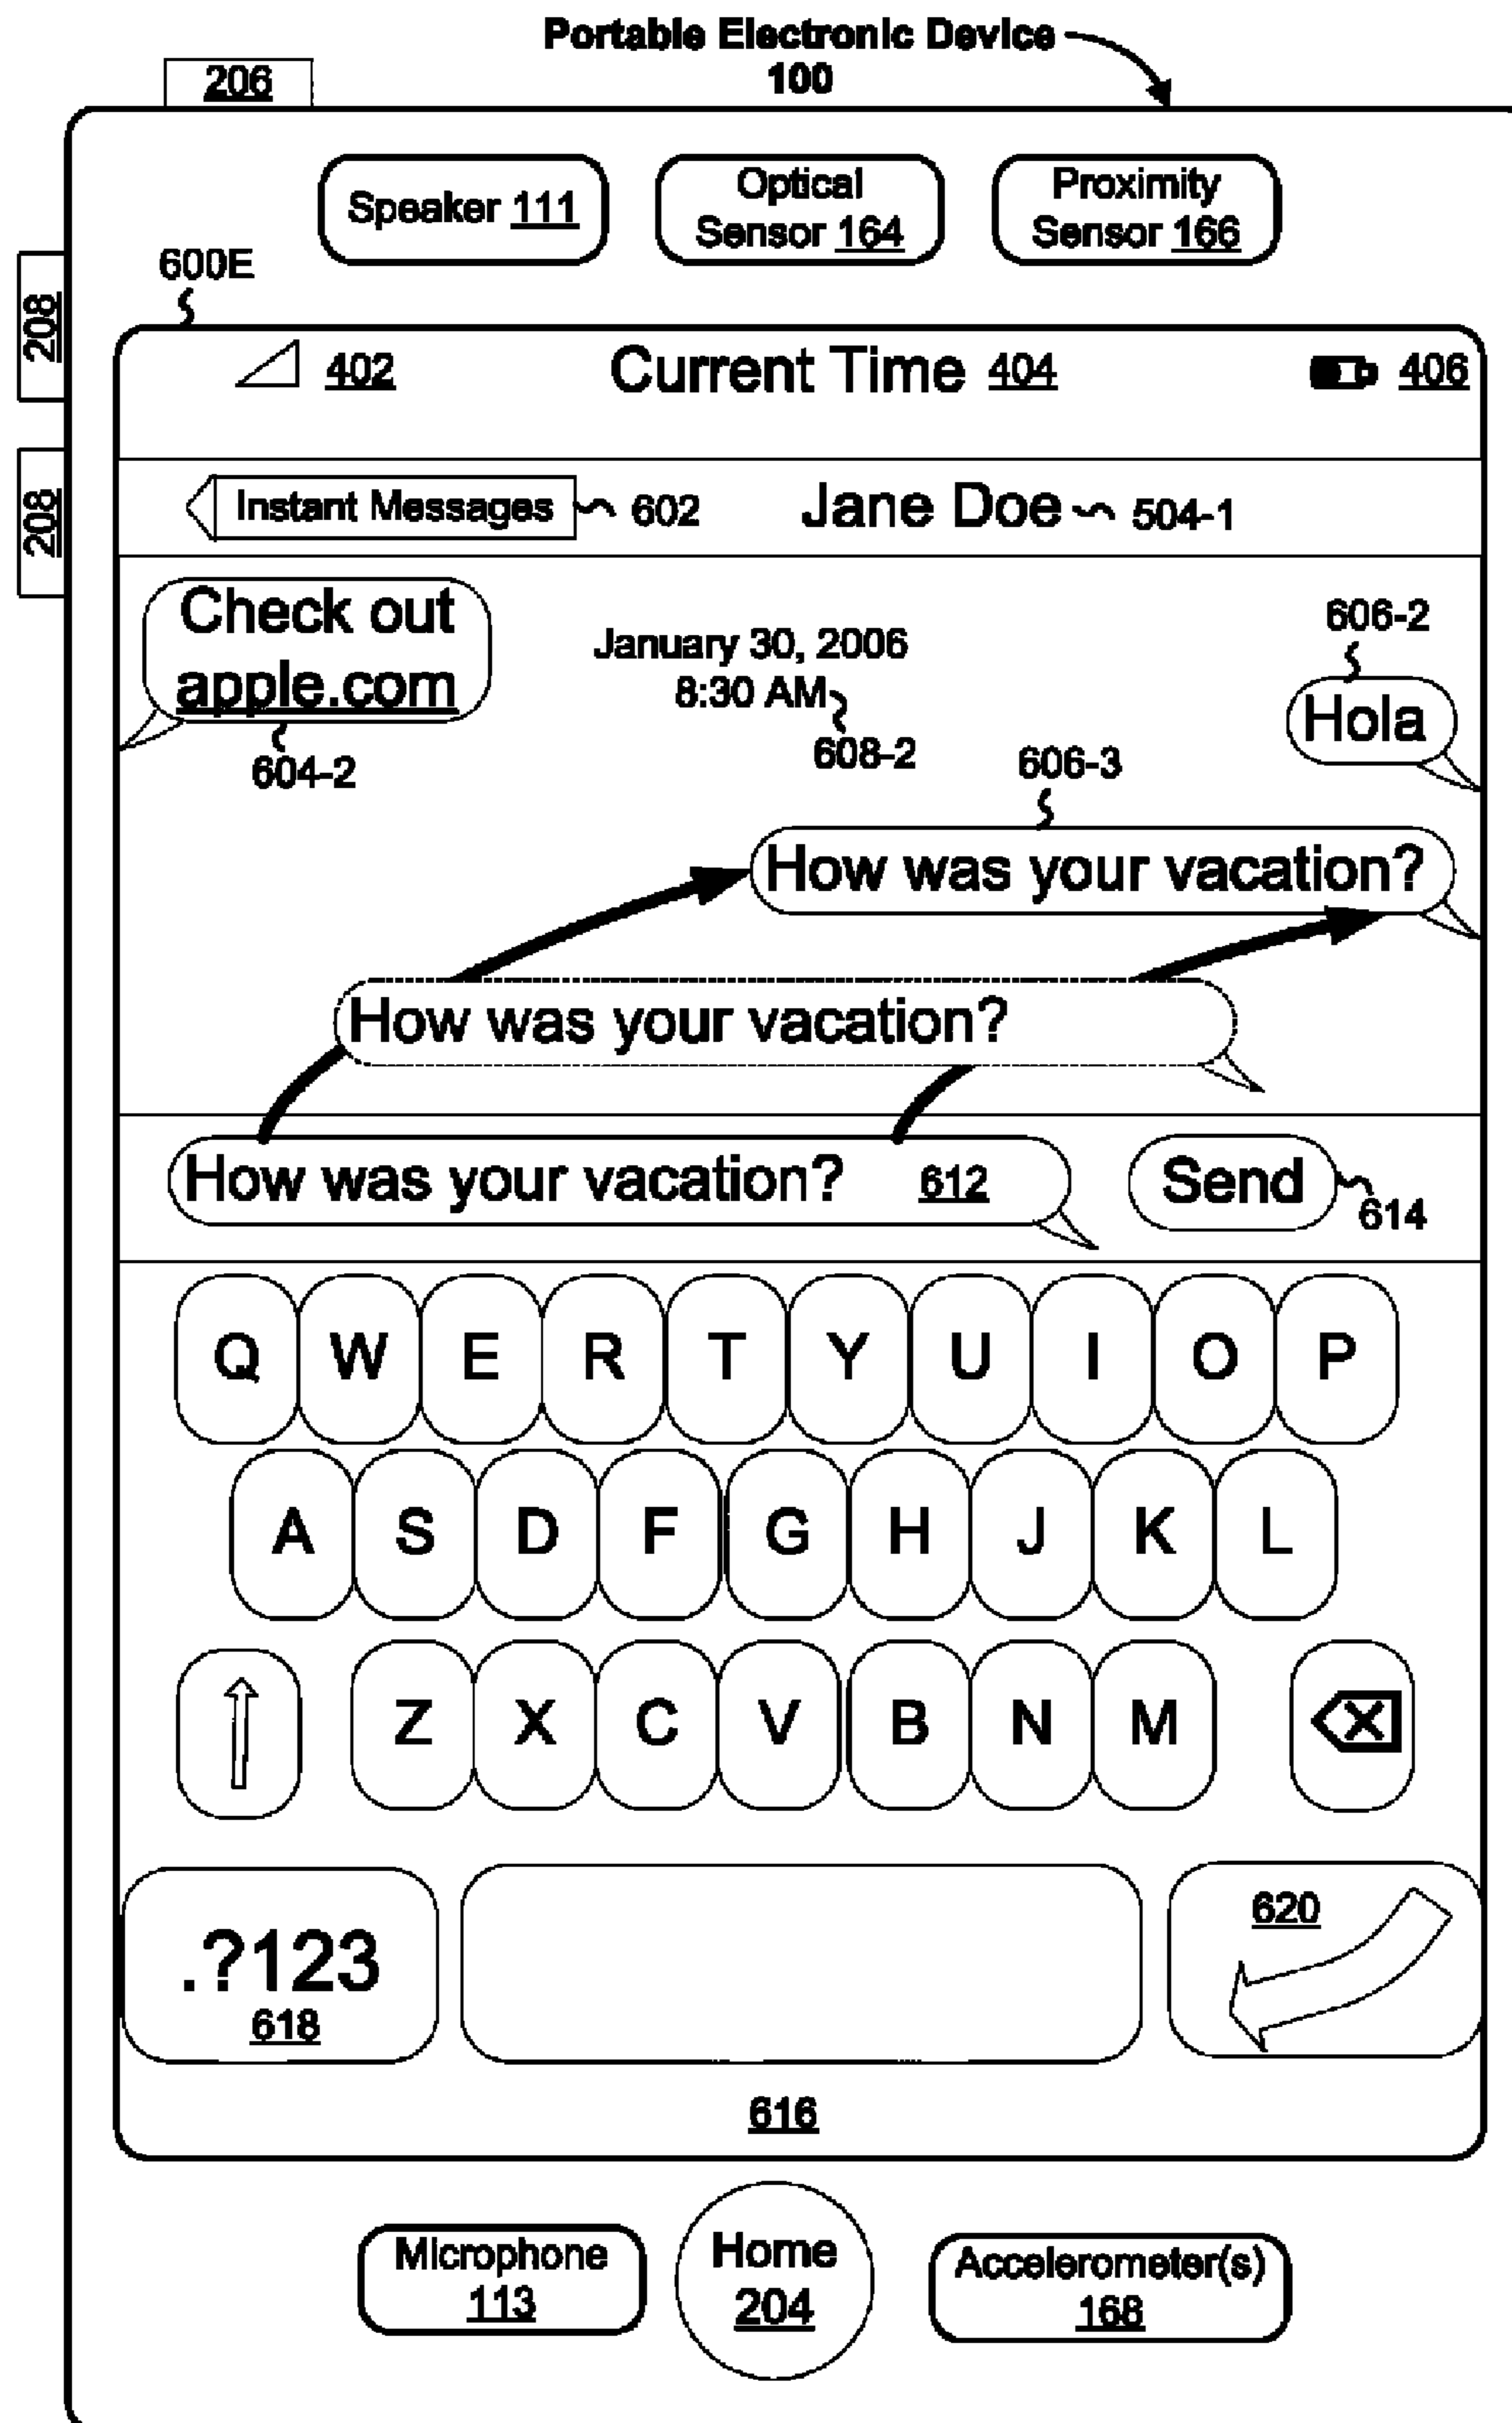 Portable Electronic Device
100
206
Speaker 111
Optical
Sensor 164
Proximity
Sensor 166
600E
208
402
Current Time 404
406
208
Instant Messages
602
Jane Doe
504-1
Check out
apple.com
604-2
January 30, 2006
8:30 AM
608-2
606-2
Hola
606-3
How was your vacation?
How was your vacation?
How was your vacation? 612
Send
614
Q W E R T Y U I O P
A S D F G H J K L
Z X C V B N M
.?123
618
620
616
Microphone
113
Home
204
Accelerometer(s)
168